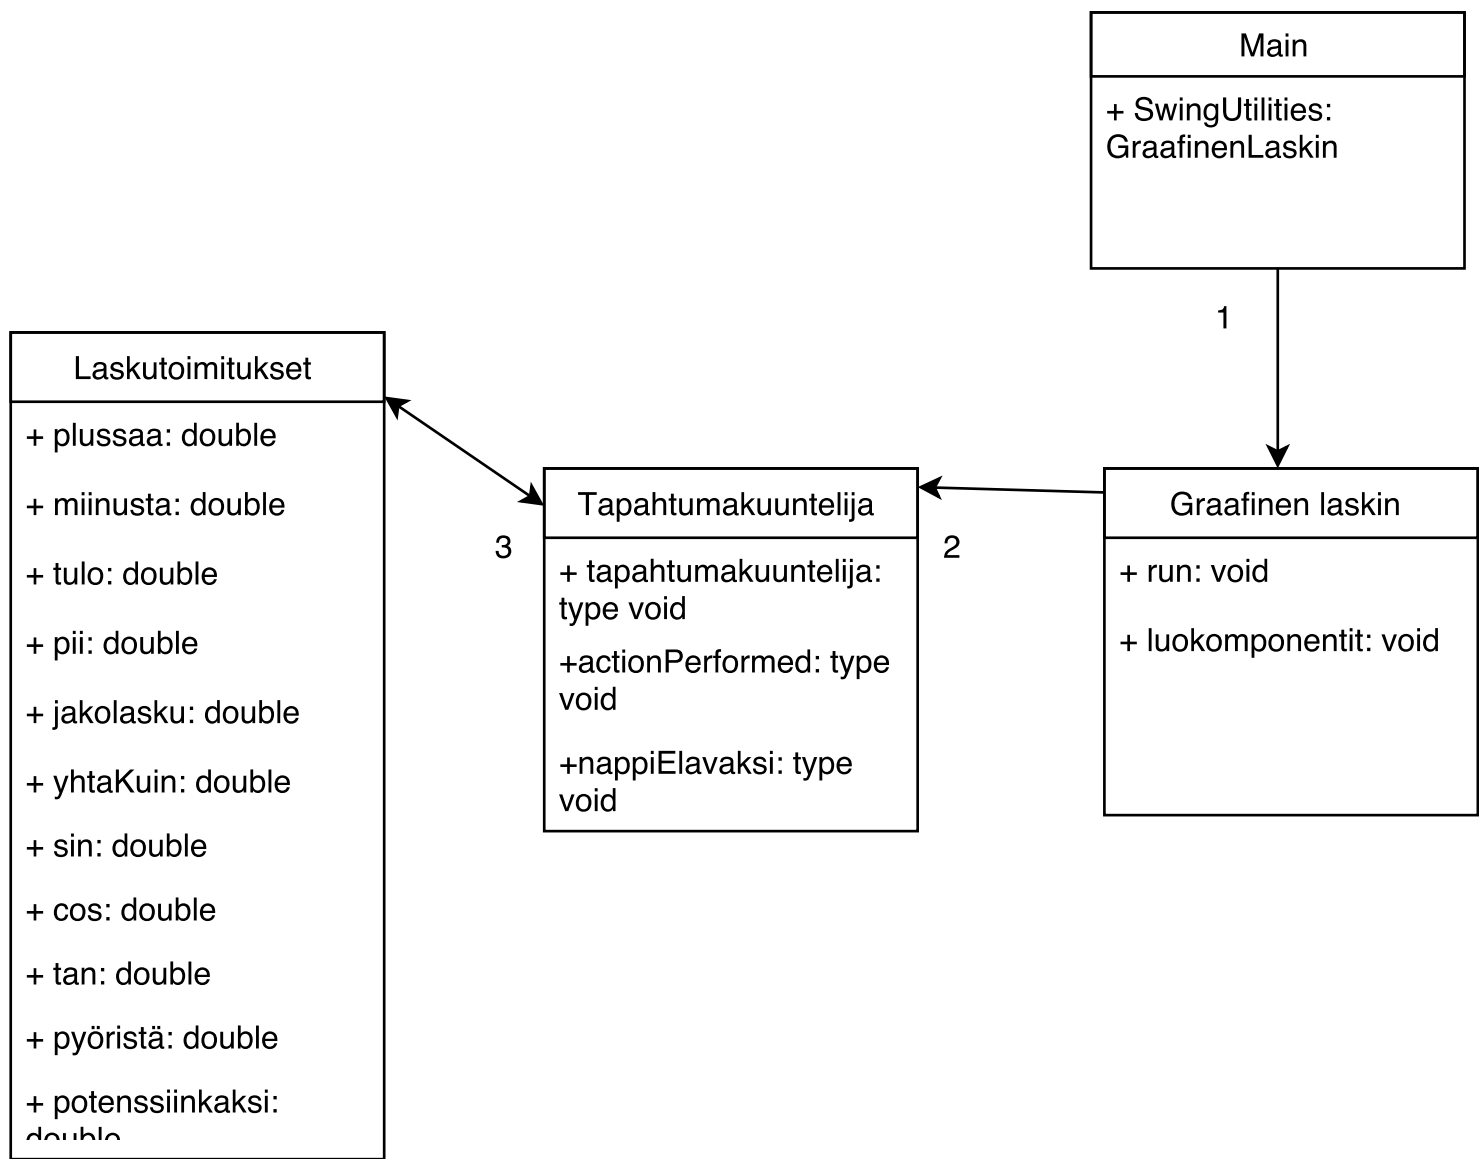 Main
+ SwingUtilities:
GraafinenLaskin
1
Laskutoimitukset
+ plussaa: double
+ miinusta: double
+ tulo: double
+ pii: double
+ jakolasku: double
+ yhtaKuin: double
+ sin: double
+ cos: double
+ tan: double
+ pyöristä: double
+ potenssiinkaksi:
double
3
Tapahtumakuuntelija
+ tapahtumakuuntelija:
type void
+actionPerformed: type
void
+nappiElavaksi: type
void
2
Graafinen laskin
+ run: void
+ luokomponentit: void